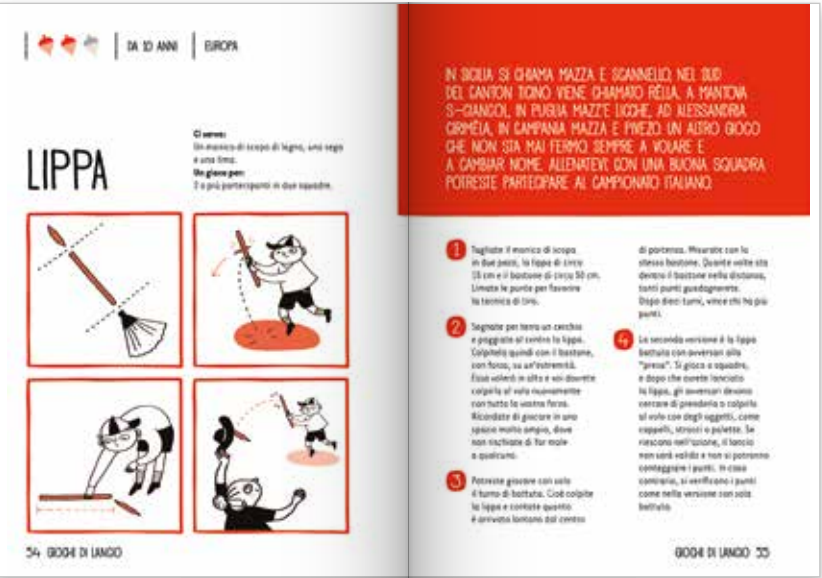 DA 10 ANNI
EUROPA
LIPPA
Ci serve:
Un manico di scopa di legno, una sega
e una lima.
Un gioco per:
2 o più partecipanti in due squadre.
IN SICILIA SI CHIAMA MAZZA E SCANNELLO, NEL SUD
DEL CANTON TICINO VIENE CHIAMATO RÈLLA, A MANTOVA
S-CIANCOL, IN PUGLIA MAZZ'E LICCHE, AD ALESSANDRIA
CIRIMÈLA, IN CAMPANIA MAZZA E PIVEZO. UN ALTRO GIOCO
CHE NON STA MAI FERMO, SEMPRE A VOLARE E
A CAMBIAR NOME. ALLENATEVI: CON UNA BUONA SQUADRA
POTRESTE PARTECIPARE AL CAMPIONATO ITALIANO.
1
Tagliate il manico di scopa
in due pezzi, la lippa di circa
15 cm e il bastone di circa 50 cm.
Limate le punte per favorire
la tecnica di tiro.
2
Segnate per terra un cerchio
e poggiate al centro la lippa.
Colpitela quindi con il bastone,
con forza, su un'estremità.
Essa volerà in alto e voi dovrete
colpirla al volo nuovamente
con tutta la vostra forza.
Ricordate di giocare in uno
spazio molto ampio, dove
non rischiate di far male
a qualcuno.
3
Potreste giocare con solo
il turno di battuta. Cioè colpite
la lippa e contate quanto
è arrivata lontano dal centro
di partenza. Misurate con lo
stesso bastone. Quante volte sta
dentro il bastone nella distanza,
tanti punti guadagnerete.
Dopo dieci turni, vince chi ha più
punti.
4
La seconda versione è la lippa
battuta con avversari alla
"presa". Si gioca a squadre,
e dopo che avrete lanciato
la lippa, gli avversari devono
cercare di prenderla o colpirla
al volo con degli oggetti, come
cappelli, stracci o palette. Se
riescono nell'azione, il lancio
non sarà valido e non si potranno
conteggiare i punti. In caso
contrario, si verificano i punti
come nella versione con sola
battuta.
54 GIOCHI DI LANCIO
GIOCHI DI LANCIO 55